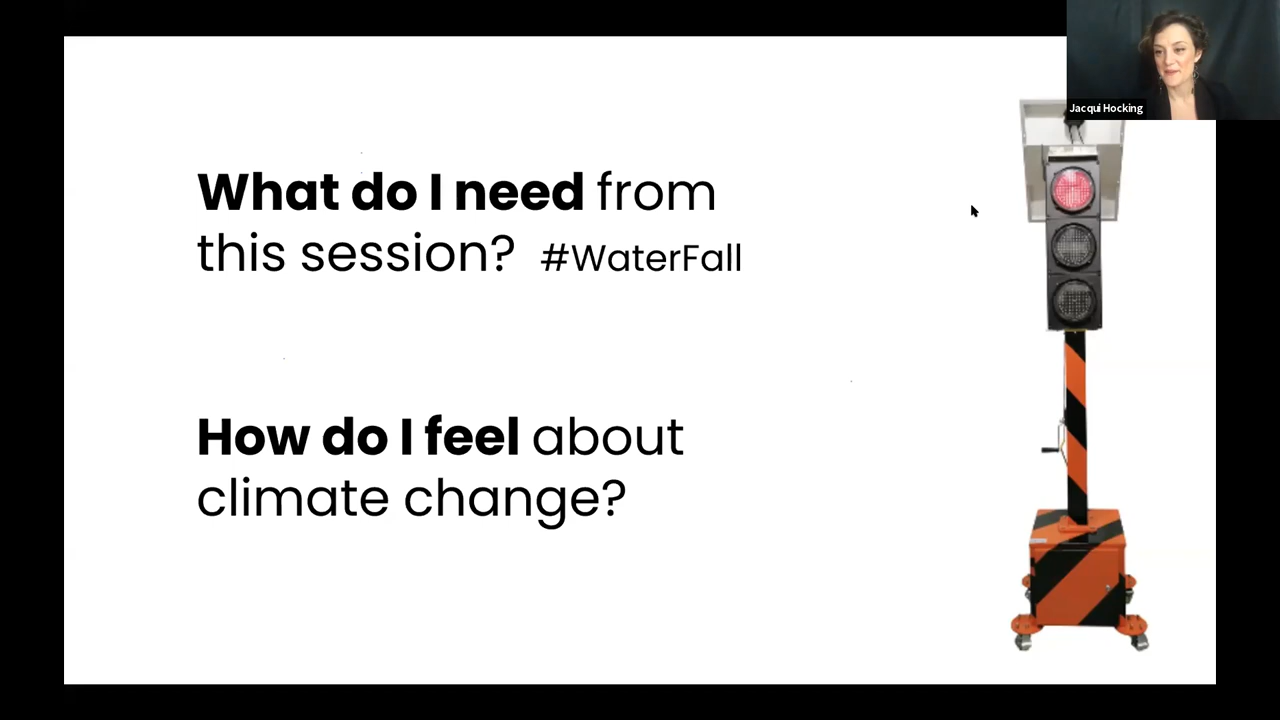 Jacqui Hocking
What do I need from
this session? #WaterFall
How do I feel about
climate change?